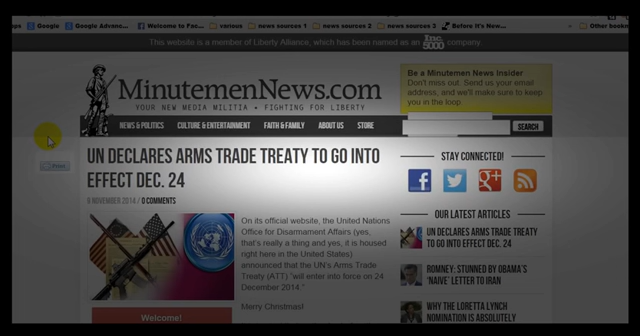 Google
Google Advanc...
Welcome to Fac...
various
news sources 1
news sources 2
news sources 3
Before It's New...
Other bookm
This website is a member of Liberty Alliance, which has been named an Inc. 5000 company
MinutemenNews.com
YOUR NEW MEDIA MILITIA • FIGHTING FOR LIBERTY
Be a Minutemen News Insider
Don't miss out. Send us your email
address, and we'll make sure to keep
you in the loop
NEWS & POLITICS CULTURE & ENTERTAINMENT FAITH & FAMILY ABOUT US STORE
SEARCH
UN DECLARES ARMS TRADE TREATY TO GO INTO
EFFECT DEC. 24
NOVEMBER 2014 / 0 COMMENTS
On its official website, the United Nations
Office for Disarmament Affairs (yes,
that's really a thing and yes, it is housed
right here in the United States)
announced that the UN's Arms Trade
Treaty (ATT) "will enter into force on 24
December 2014."
Merry Christmas!
Welcome!
STAY CONNECTED!
OUR LATEST ARTICLES
UN DECLARES ARMS TRADE TREATY
TO GO INTO EFFECT DEC. 24
ROMNEY: STUNNED BY OBAMA'S
'NAIVE' LETTER TO IRAN
WHY THE LORETTA LYNCH
NOMINATION IS ABSOLUTELY